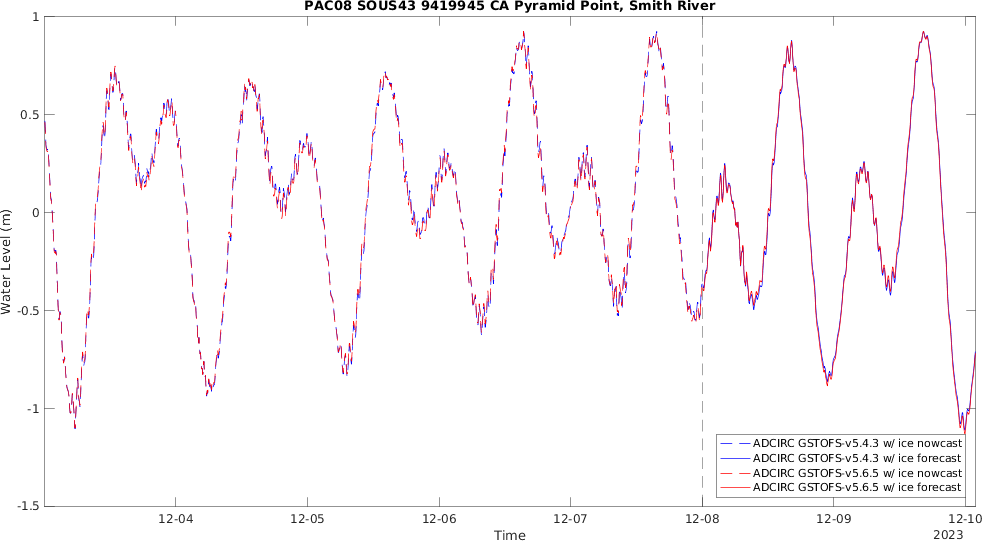 PAC08 SOUS43 9419945 CA Pyramid Point, Smith River
1
0.5
0
-0.5
-1
-1.5
Water Level (m)
ADCIRC GSTOFS-v5.4.3 w/ ice nowcast
ADCIRC GSTOFS-v5.4.3 w/ ice forecast
ADCIRC GSTOFS-v5.6.5 w/ ice nowcast
ADCIRC GSTOFS-v5.6.5 w/ ice forecast
12-04 12-05 12-06 12-07 12-08 12-09 12-10
Time
2023